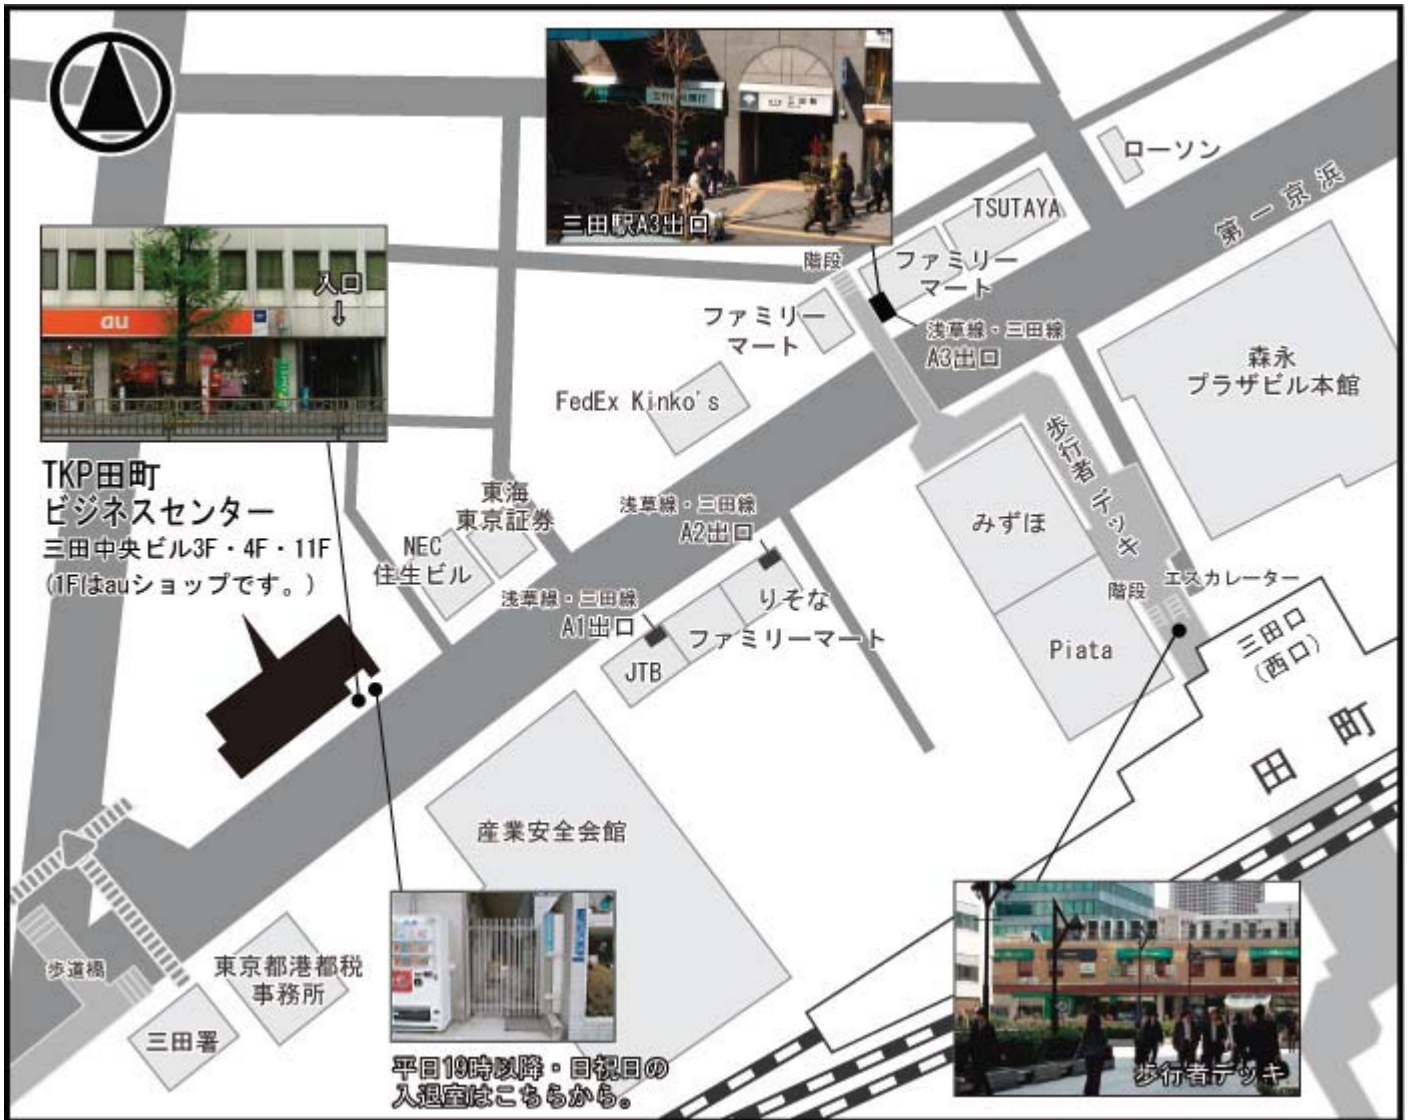 三田駅A3出口
ローソン
第一京浜
TSUTAYA
階段
ファミリー
マート
浅草線・三田線
A3出口
ファミリー
マート
FedEx Kinko's
森永
プラザビル本館
入口
↓
au
TKP田町
ビジネスセンター
三田中央ビル3F・4F・11F
(1Fはauショップです。)
東海
東京証券
NEC
住生ビル
浅草線・三田線
A2出口
浅草線・三田線
A1出口
りそな
ファミリーマート
JTB
みずほ
歩行者デッキ
エスカレーター
階段
Piata
三田口
(西口)
田町
産業安全会館
歩道橋
東京都港都税
事務所
三田署
平日19時以降・日祝日の
入退室はこちらから。
歩行者デッキ